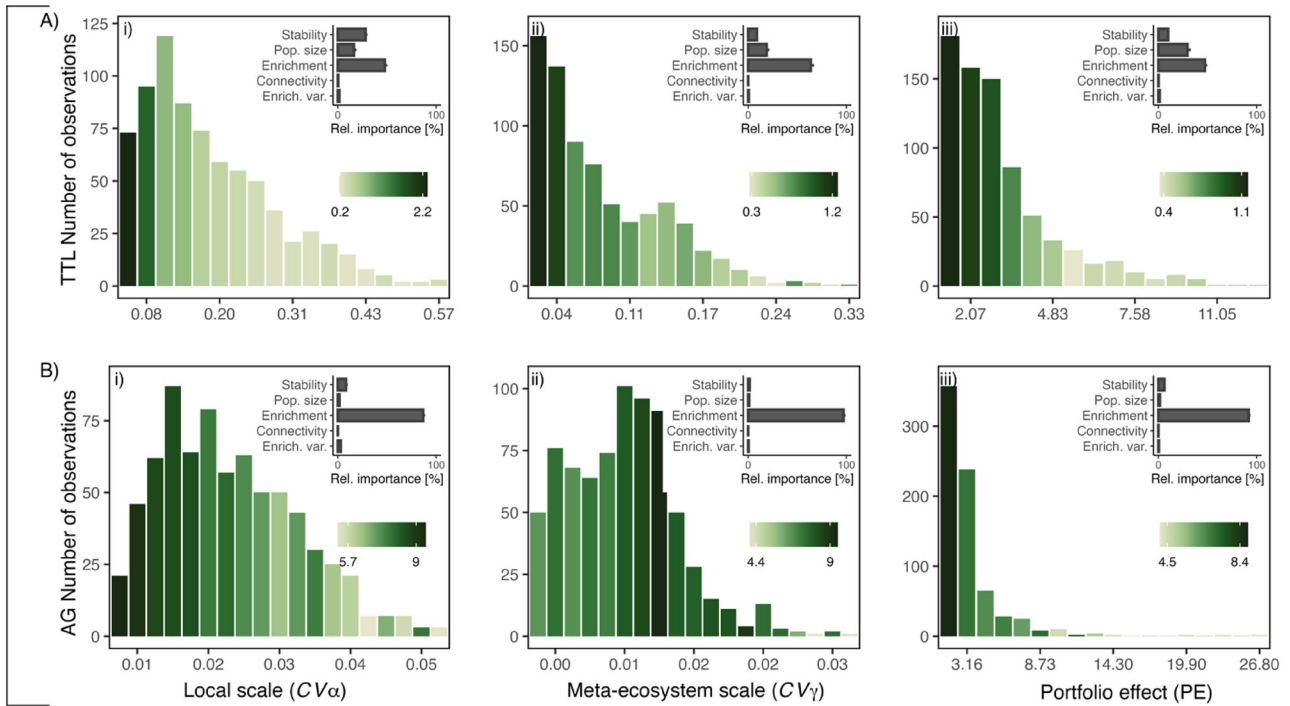 A)
TTL Number of observations
i)
125
100
75
50
25
0
0.08 0.20 0.31 0.43 0.57
Stability
Pop. size
Enrichment
Connectivity
Enrich. var.
0 100
Rel. importance [%]
0.2 2.2
ii)
150
100
50
0
0.04 0.11 0.17 0.24 0.33
Stability
Pop. size
Enrichment
Connectivity
Enrich. var.
0 100
Rel. importance [%]
0.3 1.2
iii)
150
100
50
0
2.07 4.83 7.58 11.05
Stability
Pop. size
Enrichment
Connectivity
Enrich. var.
0 100
Rel. importance [%]
0.4 1.1
B)
AG Number of observations
i)
75
50
25
0
0.01 0.02 0.03 0.04 0.05
Local scale (CVα)
Stability
Pop. size
Enrichment
Connectivity
Enrich. var.
0 100
Rel. importance [%]
5.7 9
ii)
100
75
50
25
0
0.00 0.01 0.02 0.02 0.03
Meta-ecosystem scale (CVγ)
Stability
Pop. size
Enrichment
Connectivity
Enrich. var.
0 100
Rel. importance [%]
4.4 9
iii)
300
200
100
0
3.16 8.73 14.30 19.90 26.80
Portfolio effect (PE)
Stability
Pop. size
Enrichment
Connectivity
Enrich. var.
0 100
Rel. importance [%]
4.5 8.4